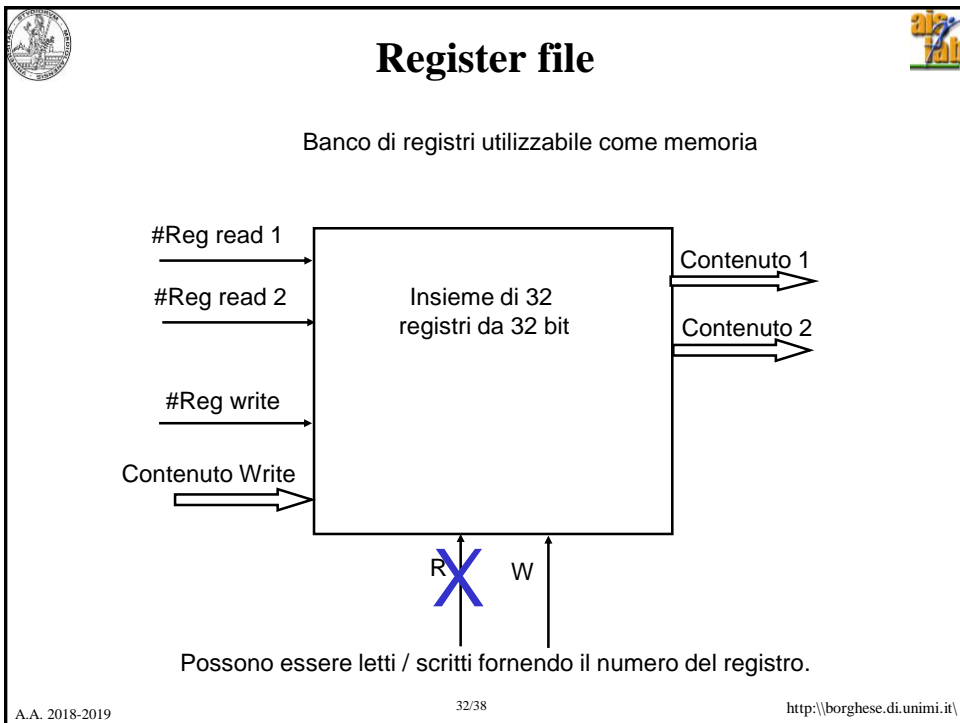 Register file
Banco di registri utilizzabile come memoria
#Reg read 1
#Reg read 2
#Reg write
Contenuto Write
Insieme di 32
registri da 32 bit
Contenuto 1
Contenuto 2
R
W
Possono essere letti / scritti fornendo il numero del registro.
A.A. 2018-2019
32/38
http:\\borghese.di.unimi.it\